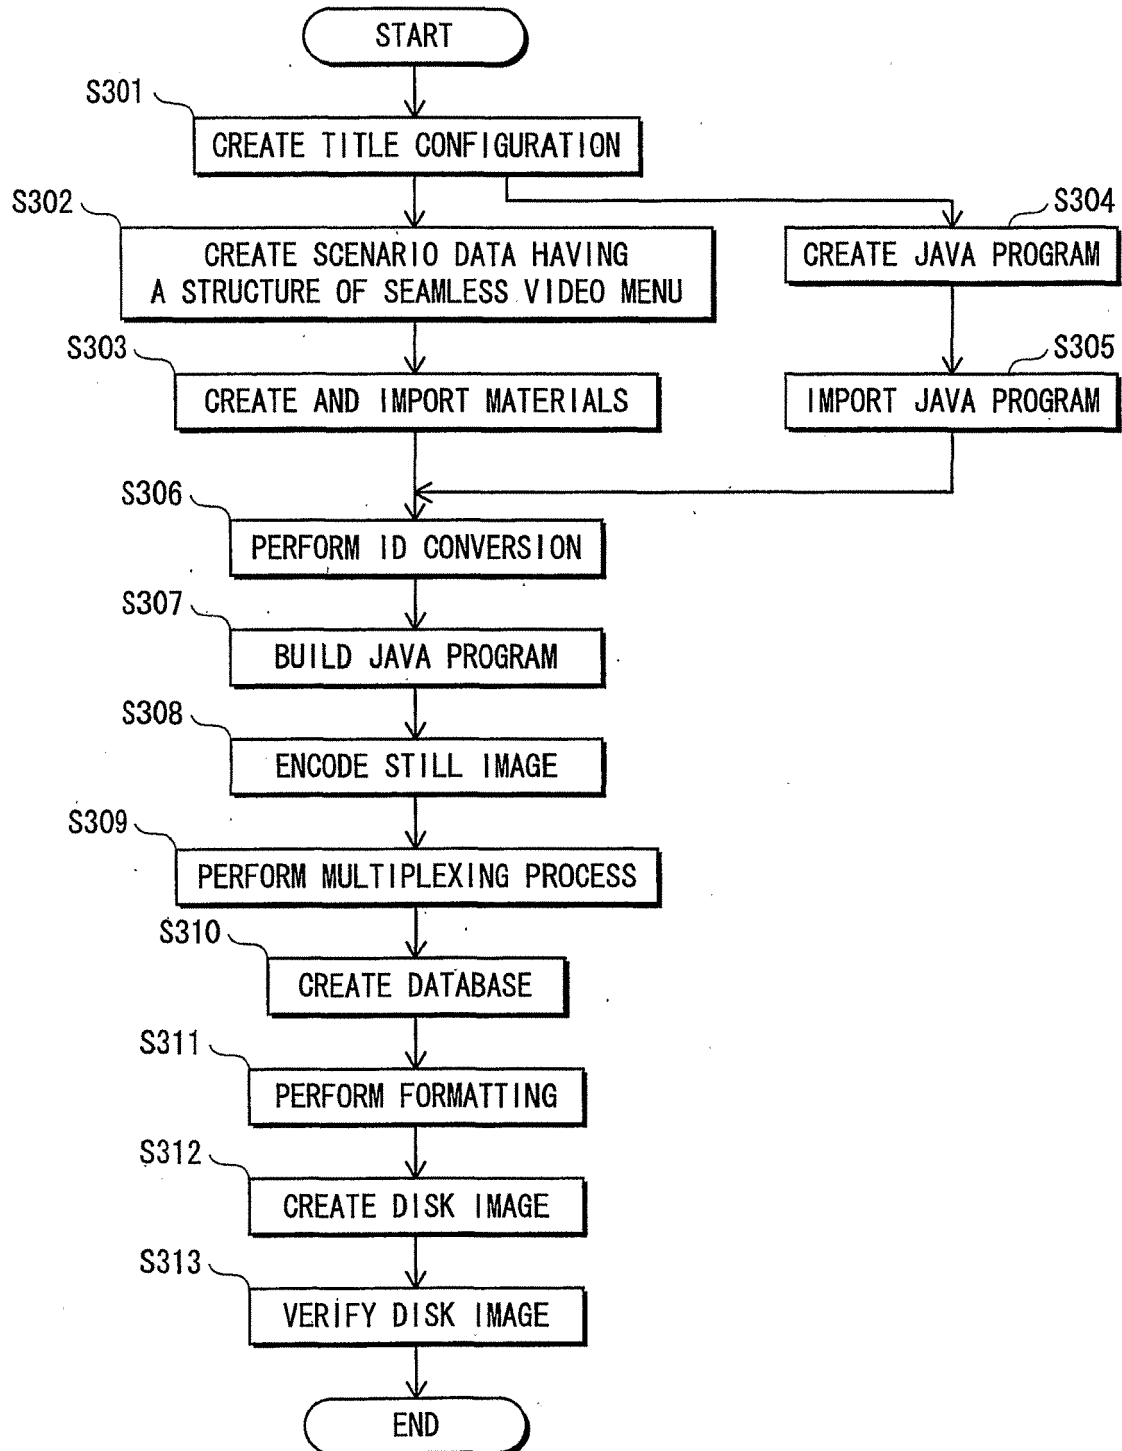 START
S301
CREATE TITLE CONFIGURATION
S302
CREATE SCENARIO DATA HAVING
A STRUCTURE OF SEAMLESS VIDEO MENU
S304
CREATE JAVA PROGRAM
S303
CREATE AND IMPORT MATERIALS
S305
IMPORT JAVA PROGRAM
S306
PERFORM ID CONVERSION
S307
BUILD JAVA PROGRAM
S308
ENCODE STILL IMAGE
S309
PERFORM MULTIPLEXING PROCESS
S310
CREATE DATABASE
S311
PERFORM FORMATTING
S312
CREATE DISK IMAGE
S313
VERIFY DISK IMAGE
END